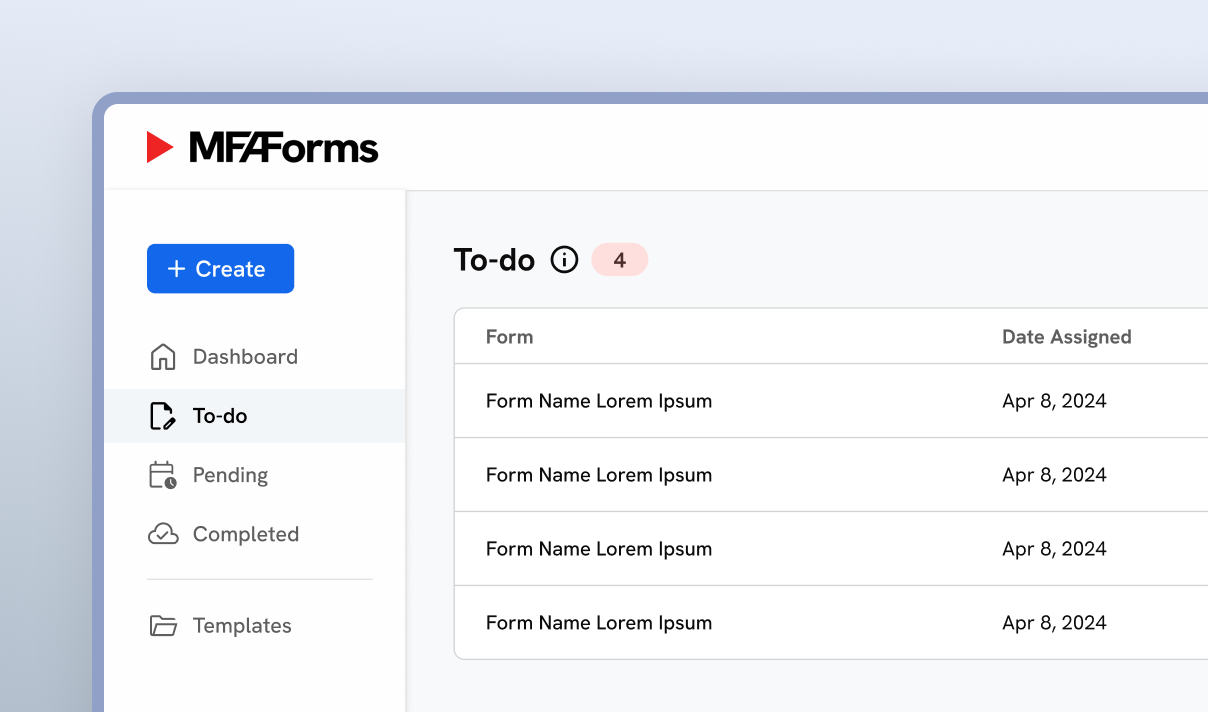 MFAForms
+ Create
Dashboard
To-do
Pending
Completed
Templates
To-do 4
Form Date Assigned
Form Name Lorem Ipsum Apr 8, 2024
Form Name Lorem Ipsum Apr 8, 2024
Form Name Lorem Ipsum Apr 8, 2024
Form Name Lorem Ipsum Apr 8, 2024